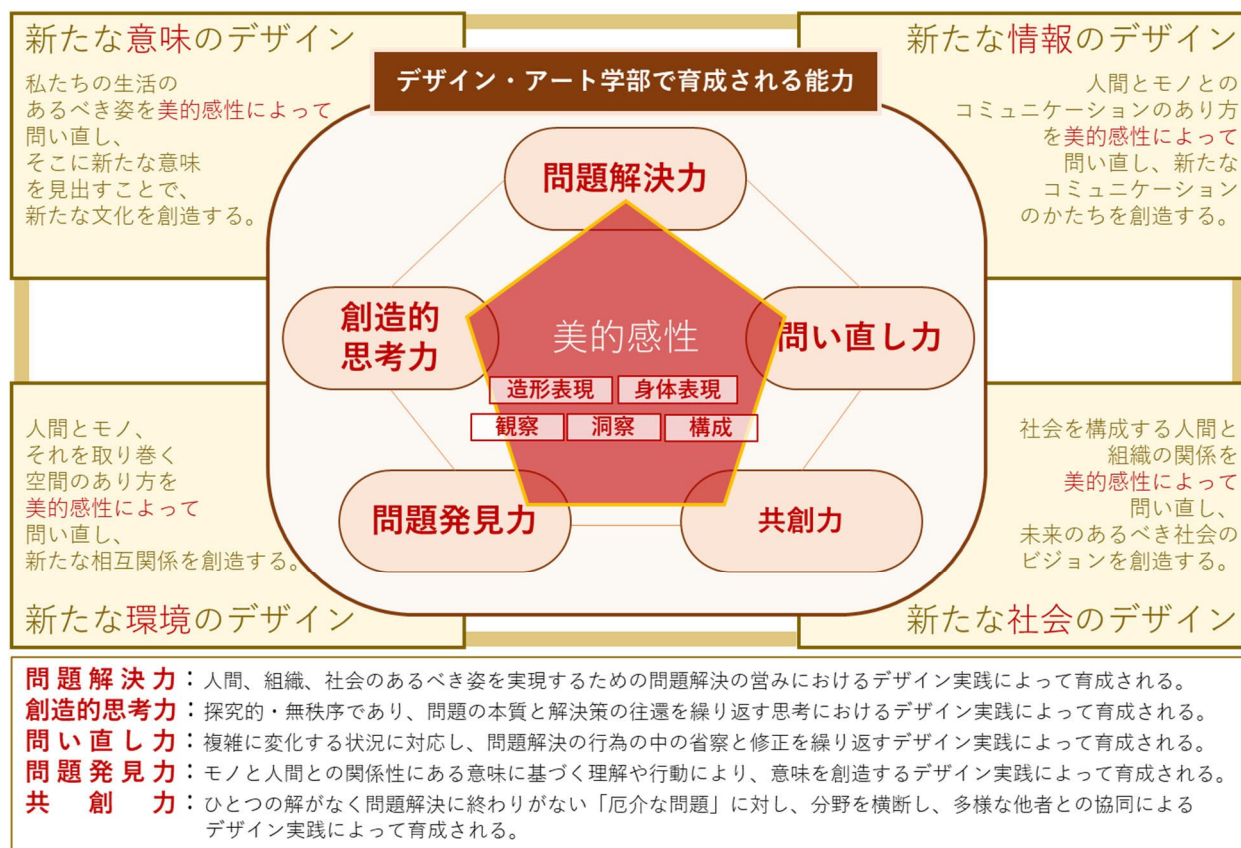 新たな意味のデザイン
私たちの生活の
あるべき姿を美的感性によって
問い直し、
そこに新たな意味
を見出すことで、
新たな文化を創造する。
新たな情報のデザイン
人間とモノとの
コミュニケーションのあり方
を美的感性によって
問い直し、新たな
コミュニケーション
のかたちを創造する。
デザイン・アート学部で育成される能力
問題解決力
創造的
思考力
美的感性
問い直し力
造形表現 身体表現
観察 洞察 構成
問題発見力
共創力
人間とモノ、
それを取り巻く
空間のあり方を
美的感性によって
問い直し、
新たな相互関係を創造する。
新たな環境のデザイン
社会を構成する人間と
組織の関係を
美的感性によって
問い直し、
未来のあるべき社会の
ビジョンを創造する。
新たな社会のデザイン
問題解決力：人間、組織、社会のあるべき姿を実現するための問題解決の営みにおけるデザイン実践によって育成される。
創造的思考力：探究的・無秩序であり、問題の本質と解決策の往還を繰り返す思考におけるデザイン実践によって育成される。
問い直し力：複雑に変化する状況に対応し、問題解決の行為の中の省察と修正を繰り返すデザイン実践によって育成される。
問題発見力：モノと人間との関係性にある意味に基づく理解や行動により、意味を創造するデザイン実践によって育成される。
共創力：ひとつの解がなく問題解決に終わりがない「厄介な問題」に対し、分野を横断し、多様な他者との協同による
デザイン実践によって育成される。